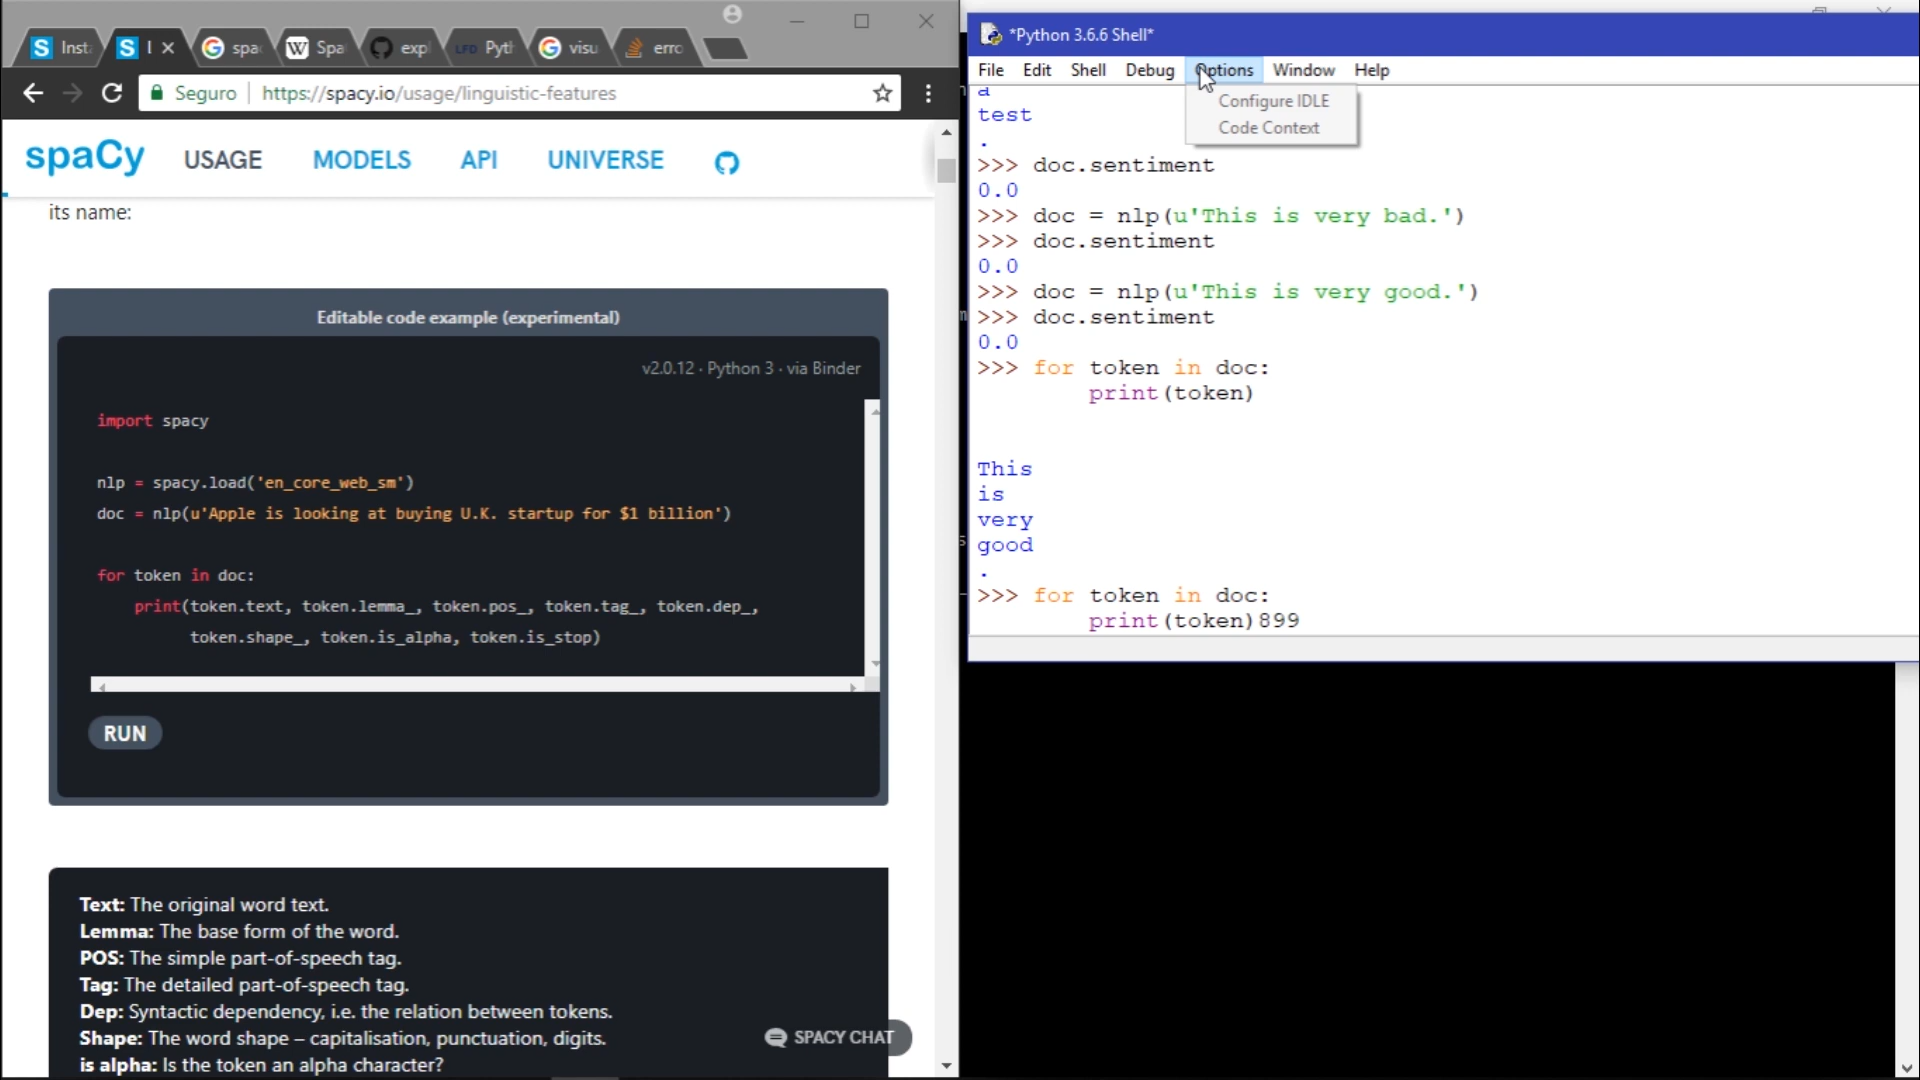 Inst
I
spa
Spa
exp
LFD Pyt
visu
erro
Seguro
https://spacy.io/usage/linguistic-features
spaCy
USAGE
MODELS
API
UNIVERSE
its name:
Editable code example (experimental)
v2.0.12 · Python 3 · via Binder
import spacy
nlp = spacy.load('en_core_web_sm')
doc = nlp(u'Apple is looking at buying U.K. startup for $1 billion')
for token in doc:
print(token.text, token.lemma_, token.pos_, token.tag_, token.dep_,
token.shape_, token.is_alpha, token.is_stop)
RUN
Text: The original word text.
Lemma: The base form of the word.
POS: The simple part-of-speech tag.
Tag: The detailed part-of-speech tag.
Dep: Syntactic dependency, i.e. the relation between tokens.
Shape: The word shape – capitalisation, punctuation, digits.
is alpha: Is the token an alpha character?
SPACY CHAT
*Python 3.6.6 Shell*
File Edit Shell Debug Options Window Help
Configure IDLE
Code Context
a
test
.
>>> doc.sentiment
0.0
>>> doc = nlp(u'This is very bad.')
>>> doc.sentiment
0.0
>>> doc = nlp(u'This is very good.')
>>> doc.sentiment
0.0
>>> for token in doc:
print(token)
This
is
very
good
.
>>> for token in doc:
print(token)899